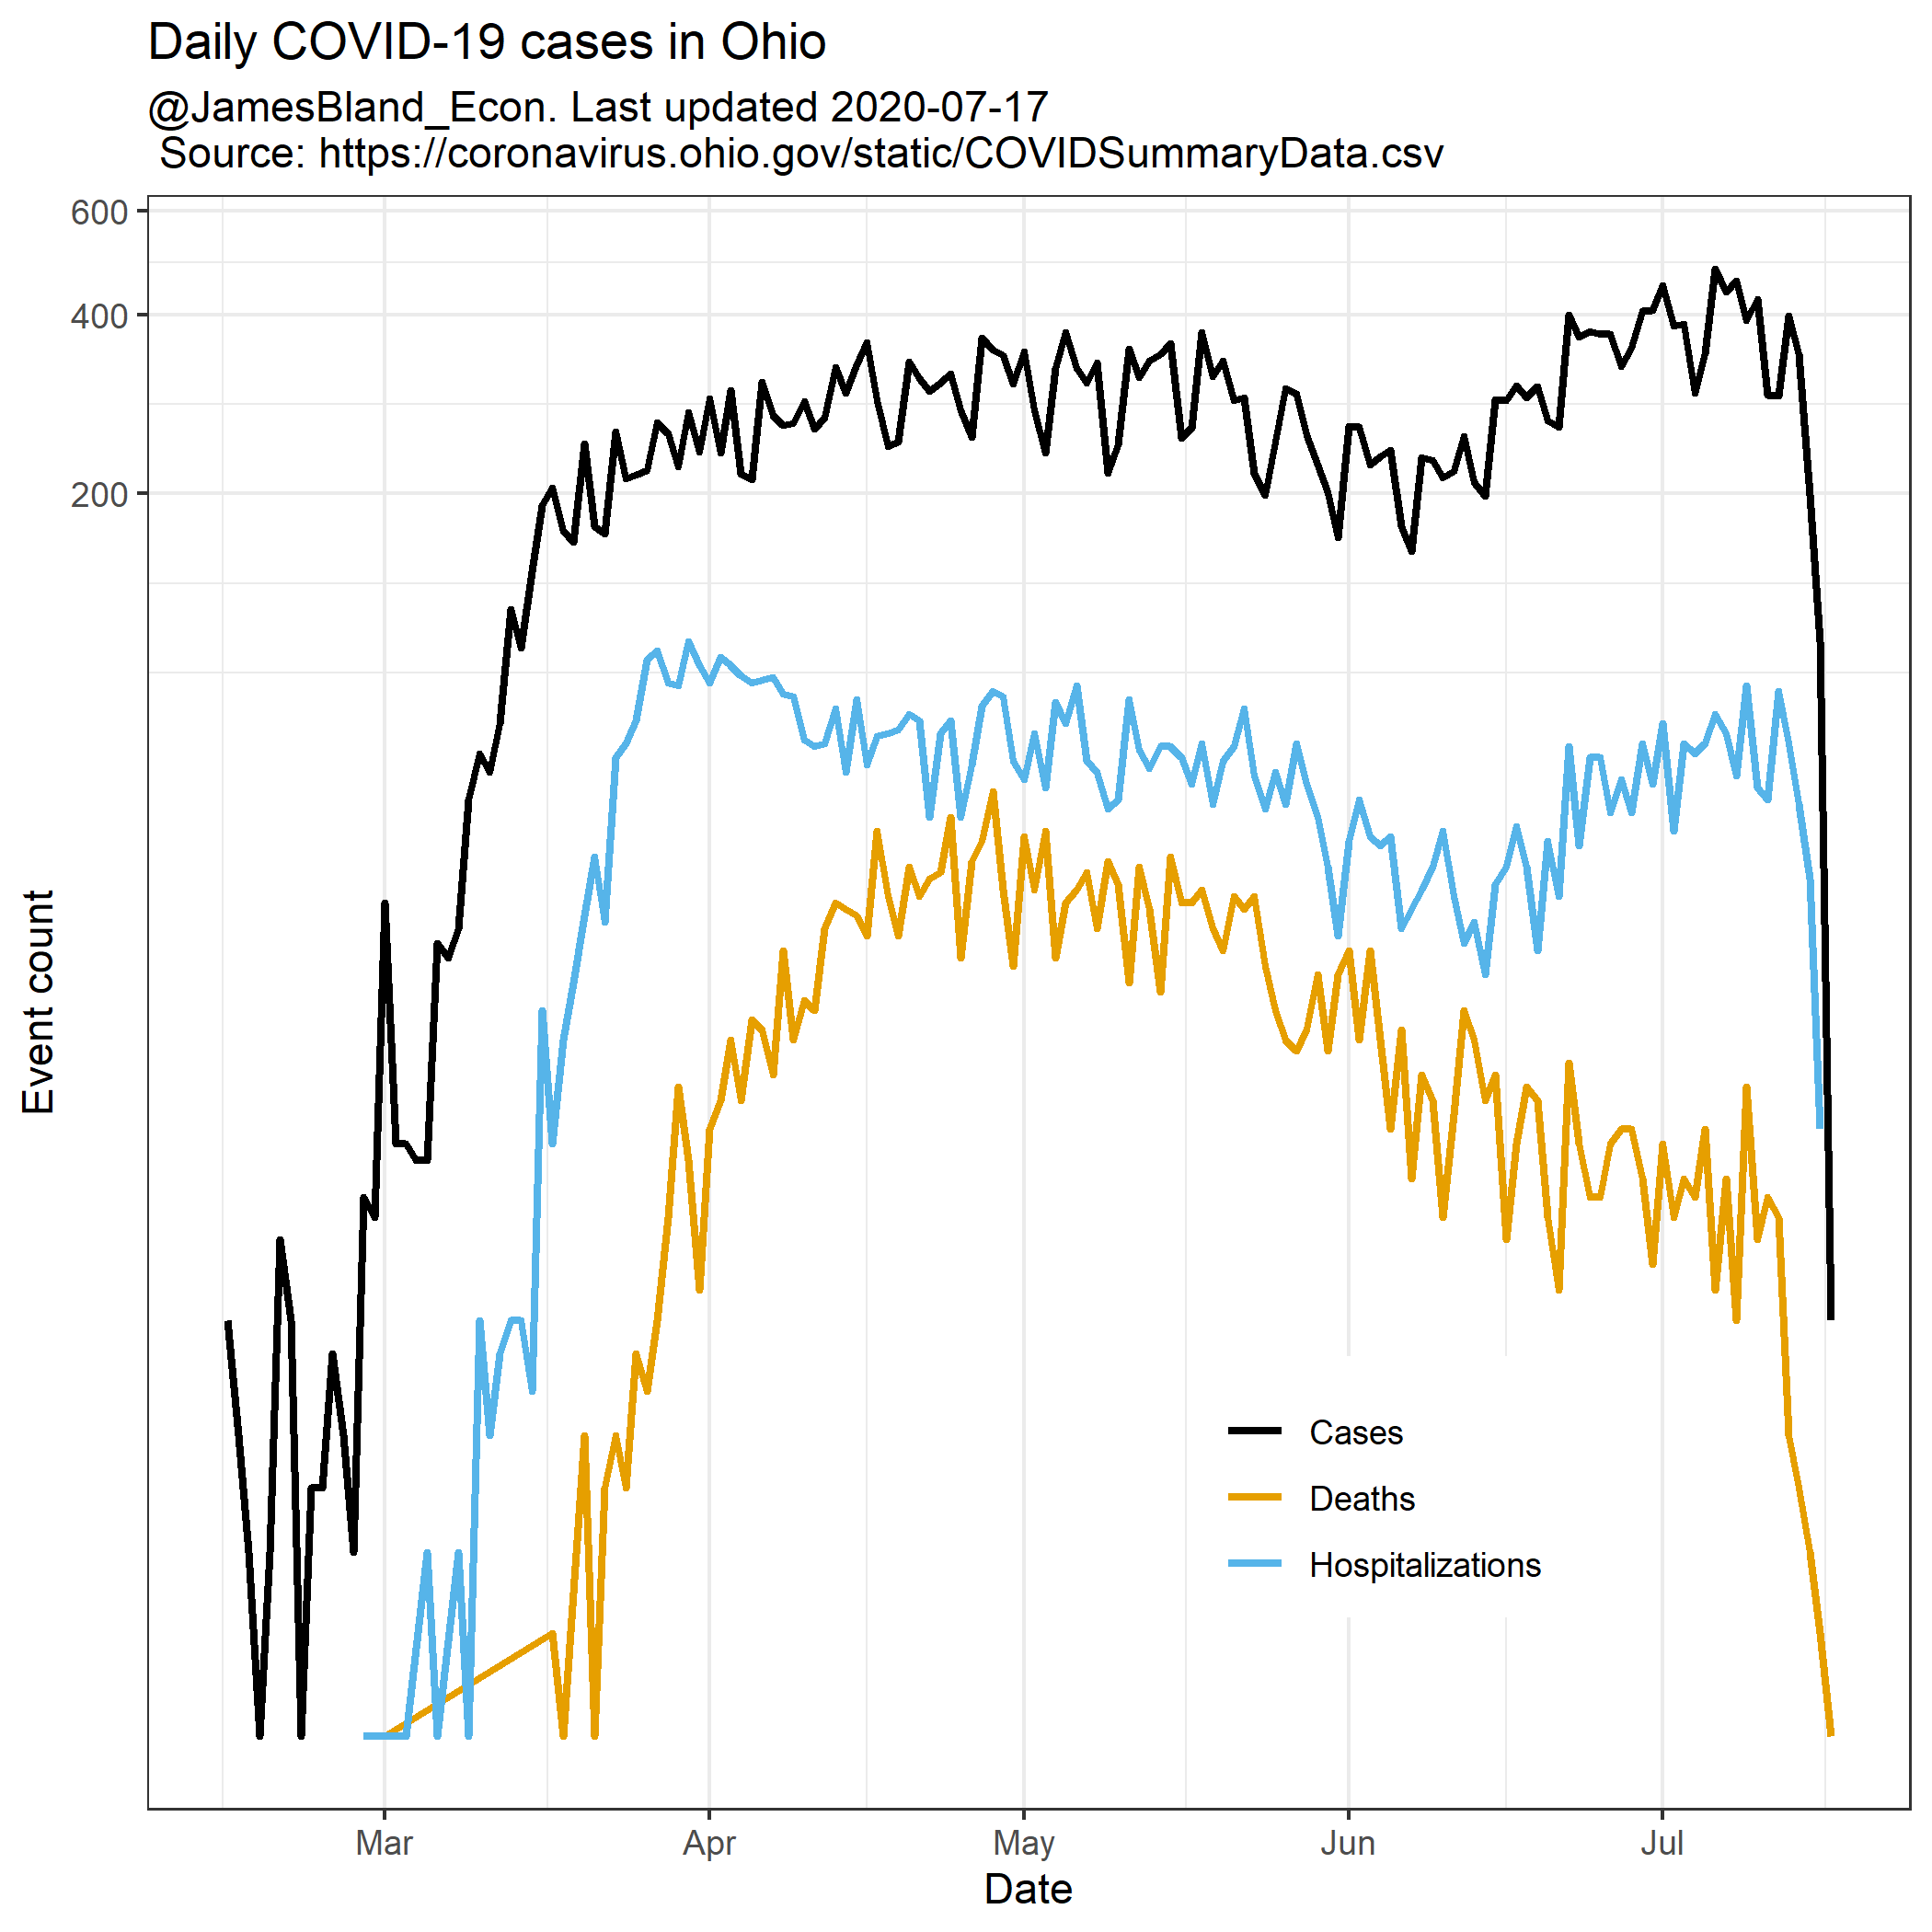 Daily COVID-19 cases in Ohio
@JamesBland_Econ. Last updated 2020-07-17
Source: https://coronavirus.ohio.gov/static/COVIDSummaryData.csv
600
400
200
Event count
Cases
Deaths
Hospitalizations
Mar Apr May Jun Jul
Date